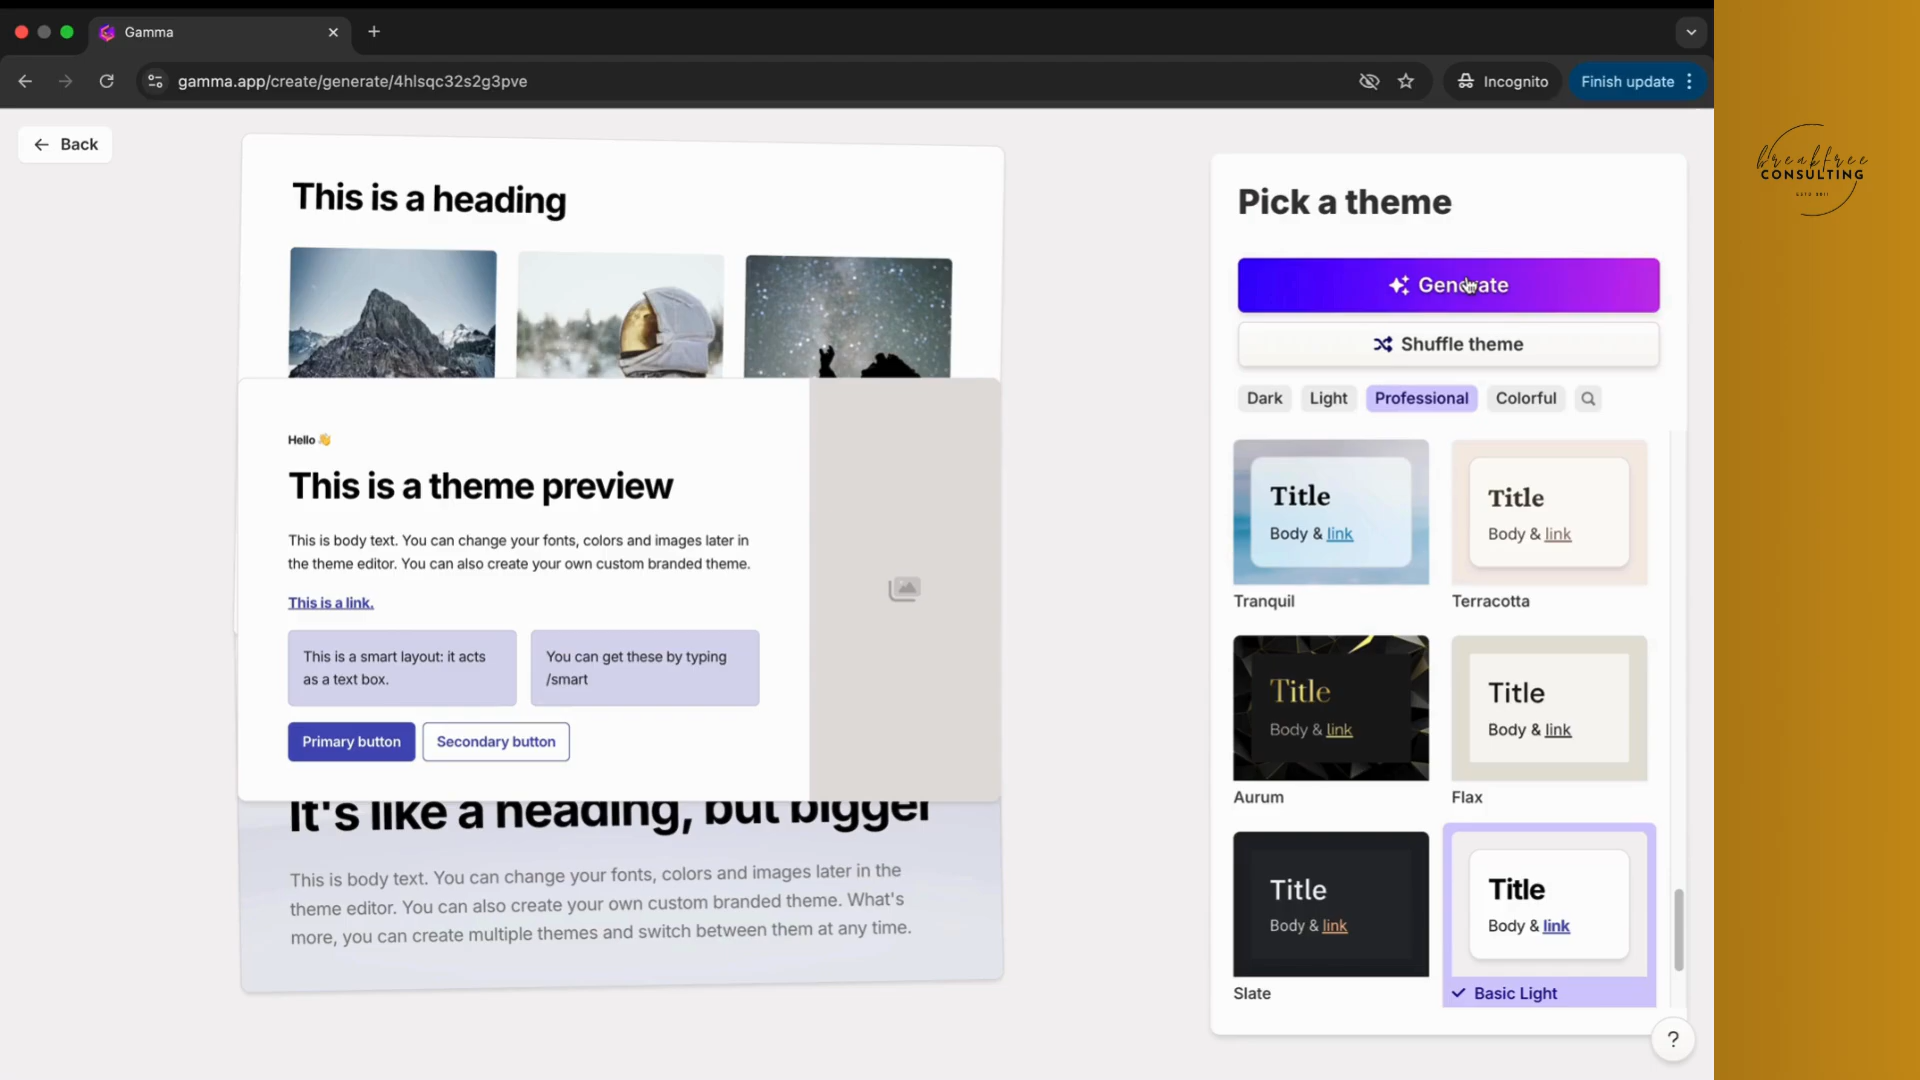 Gamma
gamma.app/create/generate/4hlsqc32s2g3pve
Incognito
Finish update
Back
This is a heading
Hello 👋
This is a theme preview
This is body text. You can change your fonts, colors and images later in
the theme editor. You can also create your own custom branded theme.
This is a link.
This is a smart layout: it acts
as a text box.
You can get these by typing
/smart
Primary button
Secondary button
It's like a heading, but bigger
This is body text. You can change your fonts, colors and images later in the
theme editor. You can also create your own custom branded theme. What's
more, you can create multiple themes and switch between them at any time.
Pick a theme
Generate
Shuffle theme
Dark
Light
Professional
Colorful
Title
Body & link
Tranquil
Title
Body & link
Terracotta
Title
Body & link
Aurum
Title
Body & link
Flax
Title
Body & link
Slate
Title
Body & link
Basic Light
?
breakfree
CONSULTING